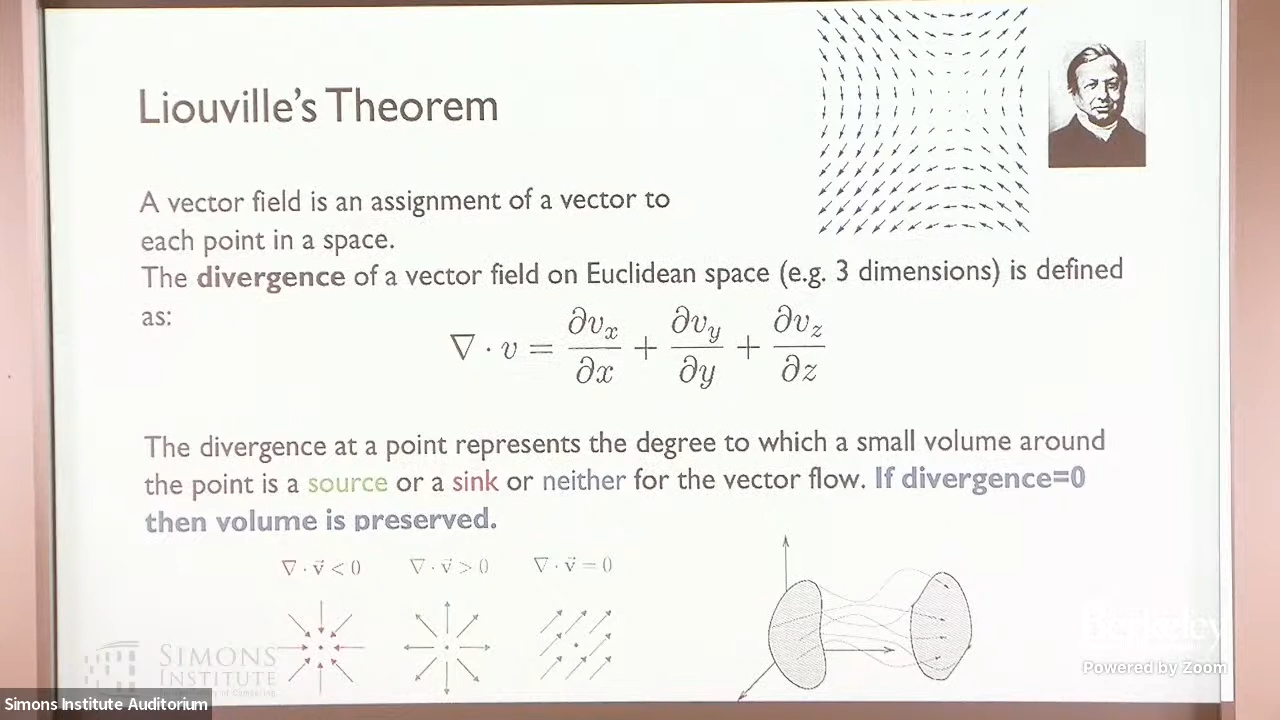 Liouville's Theorem
A vector field is an assignment of a vector to
each point in a space.
The divergence of a vector field on Euclidean space (e.g. 3 dimensions) is defined
as:
∇ · v = ∂vₓ/∂x + ∂v_y/∂y + ∂v_z/∂z
The divergence at a point represents the degree to which a small volume around
the point is a source or a sink or neither for the vector flow. If divergence=0
then volume is preserved.
∇ · v⃗ < 0 ∇ · v⃗ > 0 ∇ · v⃗ = 0
SIMONS
INSTITUTE
of Computing
Berkeley
Powered by Zoom
Simons Institute Auditorium